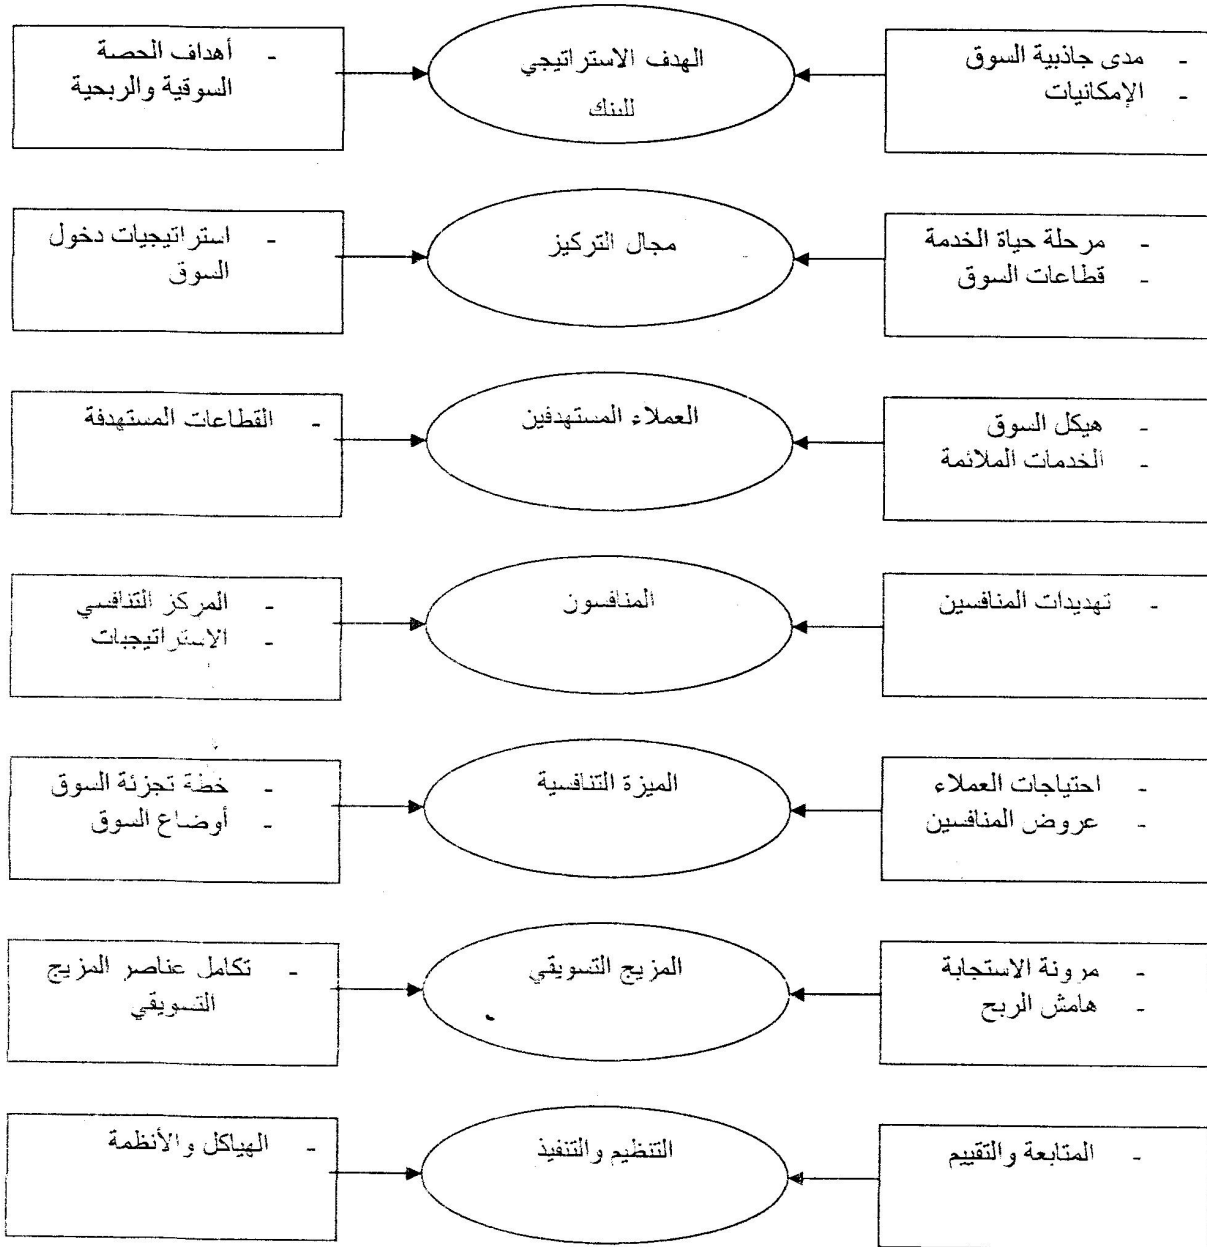 - مدى جاذبية السوق
- الإمكانيات
الهدف الاستراتيجي
للبنك
- أهداف الحصة
السوقية والربحية
- مرحلة حياة الخدمة
- قطاعات السوق
مجال التركيز
- استراتيجيات دخول
السوق
- هيكل السوق
- الخدمات الملائمة
العملاء المستهدفين
- القطاعات المستهدفة
- تهديدات المنافسين
المنافسون
- المركز التنافسي
- الاستراتيجيات
- احتياجات العملاء
- عروض المنافسين
الميزة التنافسية
- خطة تجزئة السوق
- أوضاع السوق
- مرونة الاستجابة
- هامش الربح
المزيج التسويقي
- تكامل عناصر المزيج
التسويقي
- المتابعة والتقييم
التنظيم والتنفيذ
- الهياكل والأنظمة